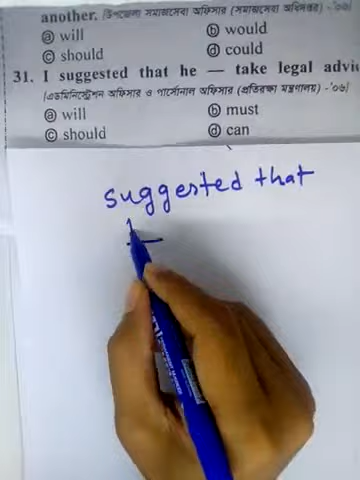 another. (উপজেলা সমাজসেবা অফিসার (সমাজসেবা অধিদপ্তর) -'০৬)
ⓐ will ⓑ would
ⓒ should ⓓ could
31. I suggested that he — take legal advi
(এডমিনিস্ট্রেশন অফিসার ও পার্সোনাল অফিসার (প্রতিরক্ষা মন্ত্রণালয়) -'০৬)
ⓐ will ⓑ must
ⓒ should ⓓ can
suggested that